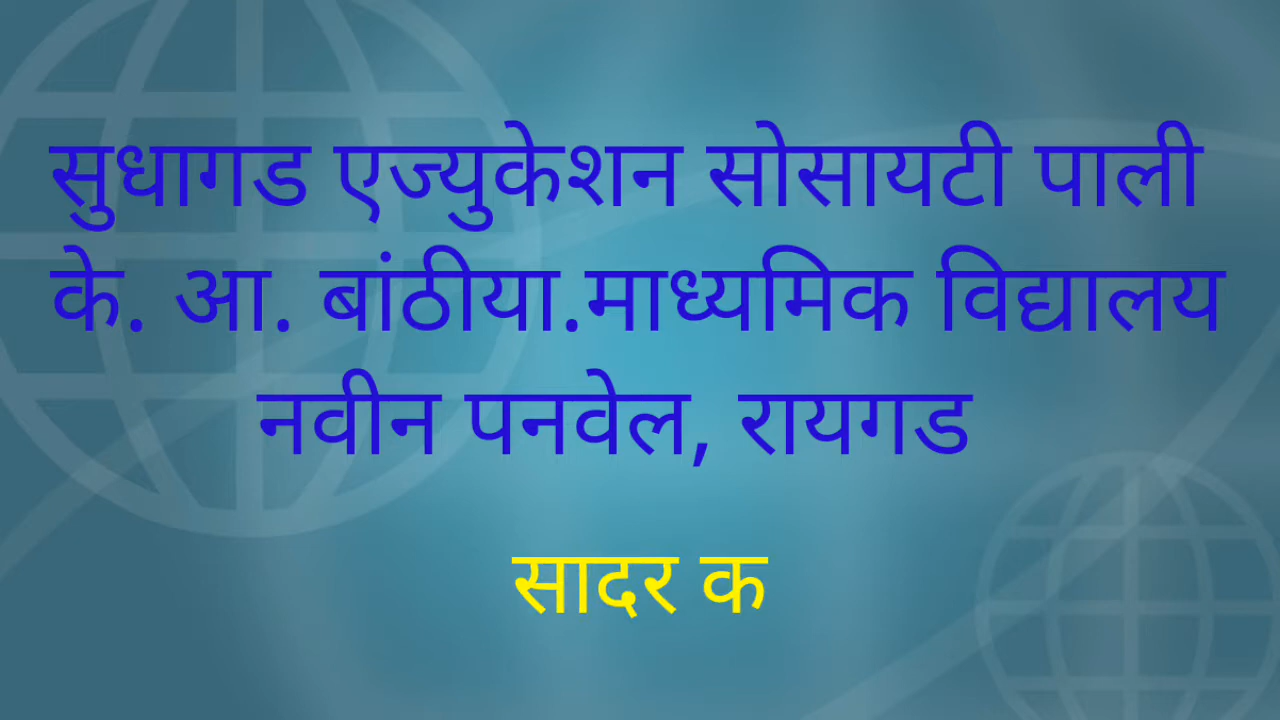 सुधागड एज्युकेशन सोसायटी पाली
के. आ. बांठीया.माध्यमिक विद्यालय
नवीन पनवेल, रायगड
सादर क